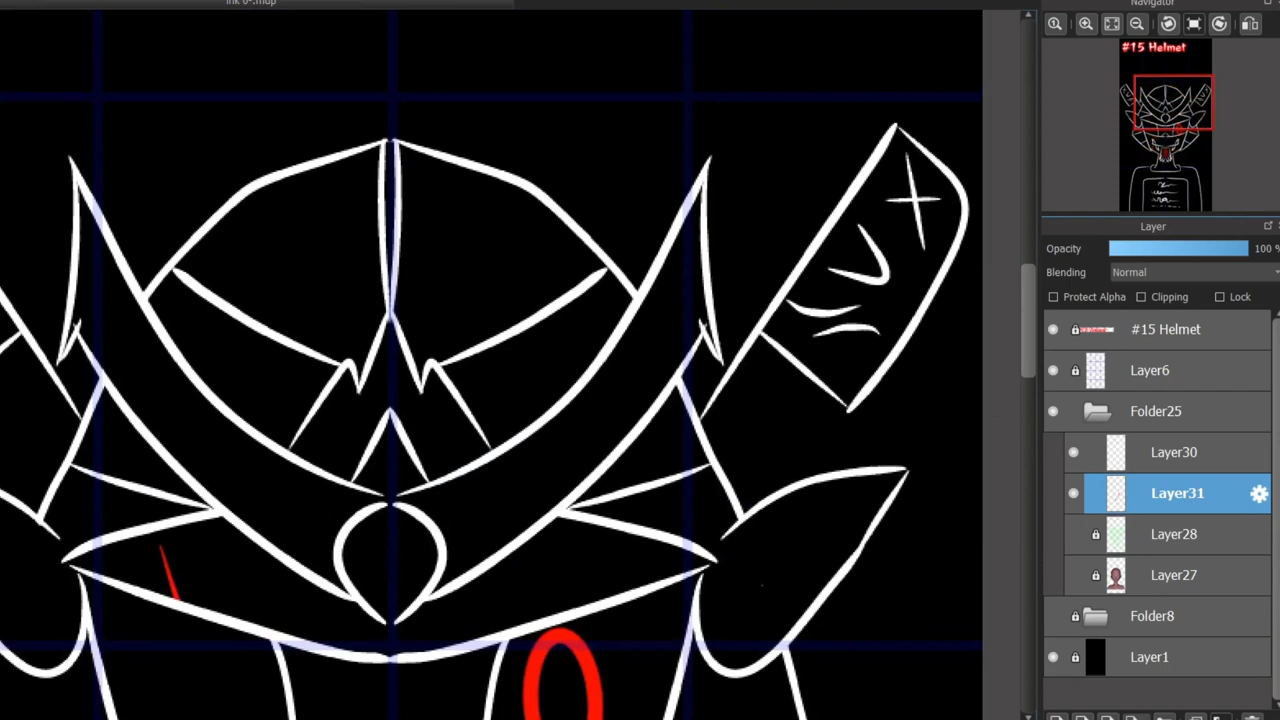 Navigator
#15 Helmet
Layer
Opacity 100 %
Blending Normal
Protect Alpha Clipping Lock
#15 Helmet
Layer6
Folder25
Layer30
Layer31
Layer28
Layer27
Folder8
Layer1